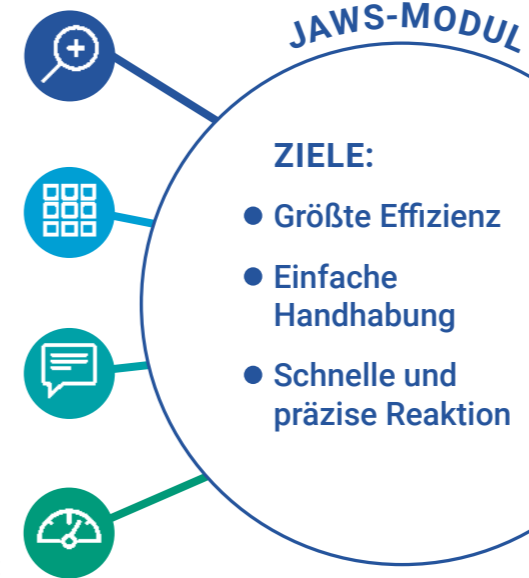 JAWS-MODUL
ZIELE:
● Größte Effizienz
● Einfache
Handhabung
● Schnelle und
präzise Reaktion